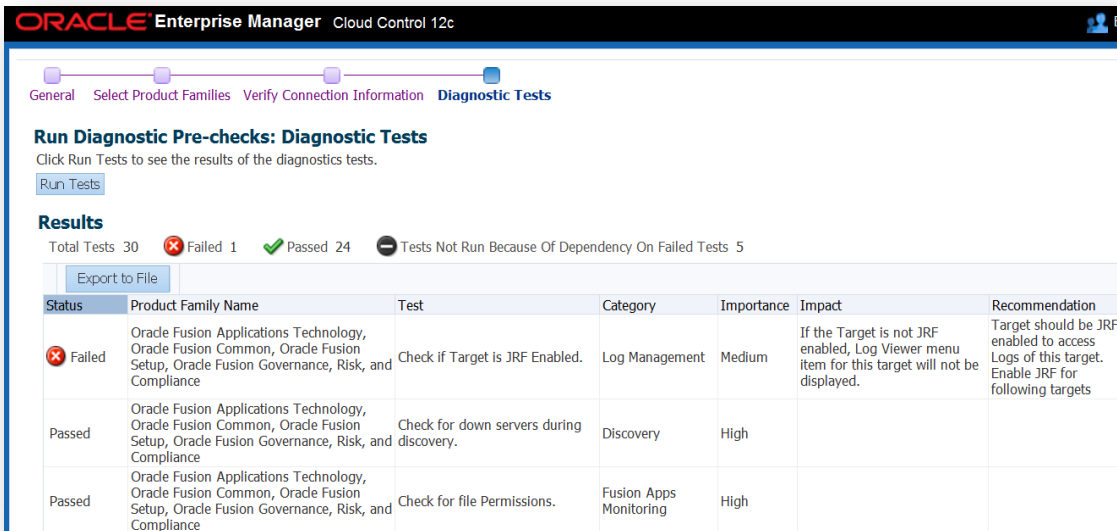 ORACLE Enterprise Manager Cloud Control 12c
General Select Product Families Verify Connection Information Diagnostic Tests
Run Diagnostic Pre-checks: Diagnostic Tests
Click Run Tests to see the results of the diagnostics tests.
Run Tests
Results
Total Tests 30 Failed 1 Passed 24 Tests Not Run Because Of Dependency On Failed Tests 5
Export to File
Status Product Family Name Test Category Importance Impact Recommendation
Failed
Oracle Fusion Applications Technology,
Oracle Fusion Common, Oracle Fusion
Setup, Oracle Fusion Governance, Risk, and
Compliance
Check if Target is JRF Enabled.
Log Management
Medium
If the Target is not JRF
enabled, Log Viewer menu
item for this target will not be
displayed.
Target should be JRF
enabled to access
Logs of this target.
Enable JRF for
following targets
Passed
Oracle Fusion Applications Technology,
Oracle Fusion Common, Oracle Fusion
Setup, Oracle Fusion Governance, Risk, and
Compliance
Check for down servers during
discovery.
Discovery
High
Passed
Oracle Fusion Applications Technology,
Oracle Fusion Common, Oracle Fusion
Setup, Oracle Fusion Governance, Risk, and
Compliance
Check for file Permissions.
Fusion Apps
Monitoring
High